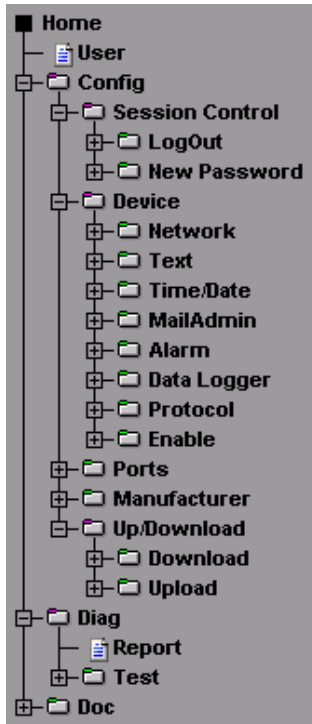 Home
User
Config
Session Control
LogOut
New Password
Device
Network
Text
Time/Date
MailAdmin
Alarm
Data Logger
Protocol
Enable
Ports
Manufacturer
Up/Download
Download
Upload
Diag
Report
Test
Doc